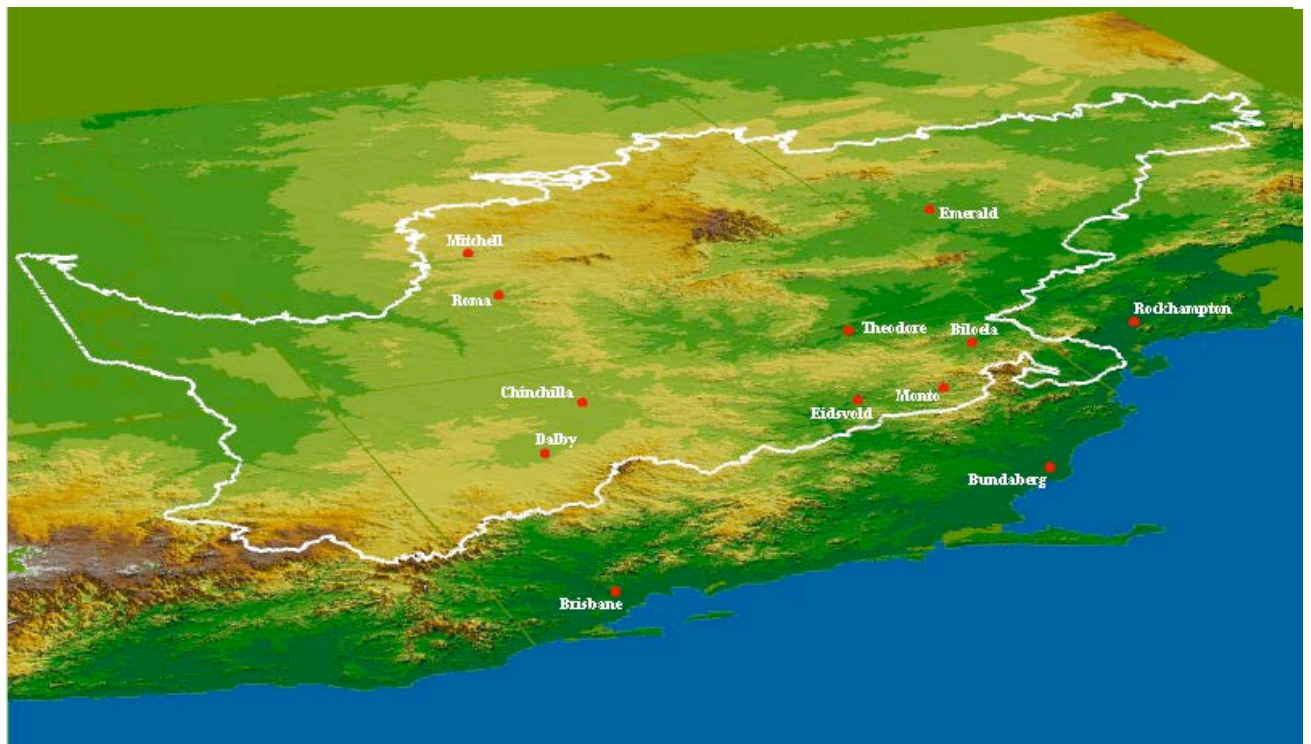 Emerald
Mitchell
Roma
Rockhampton
Theodore
Biloela
Chinchilla
Monto
Eidsvold
Dalby
Bundaberg
Brisbane